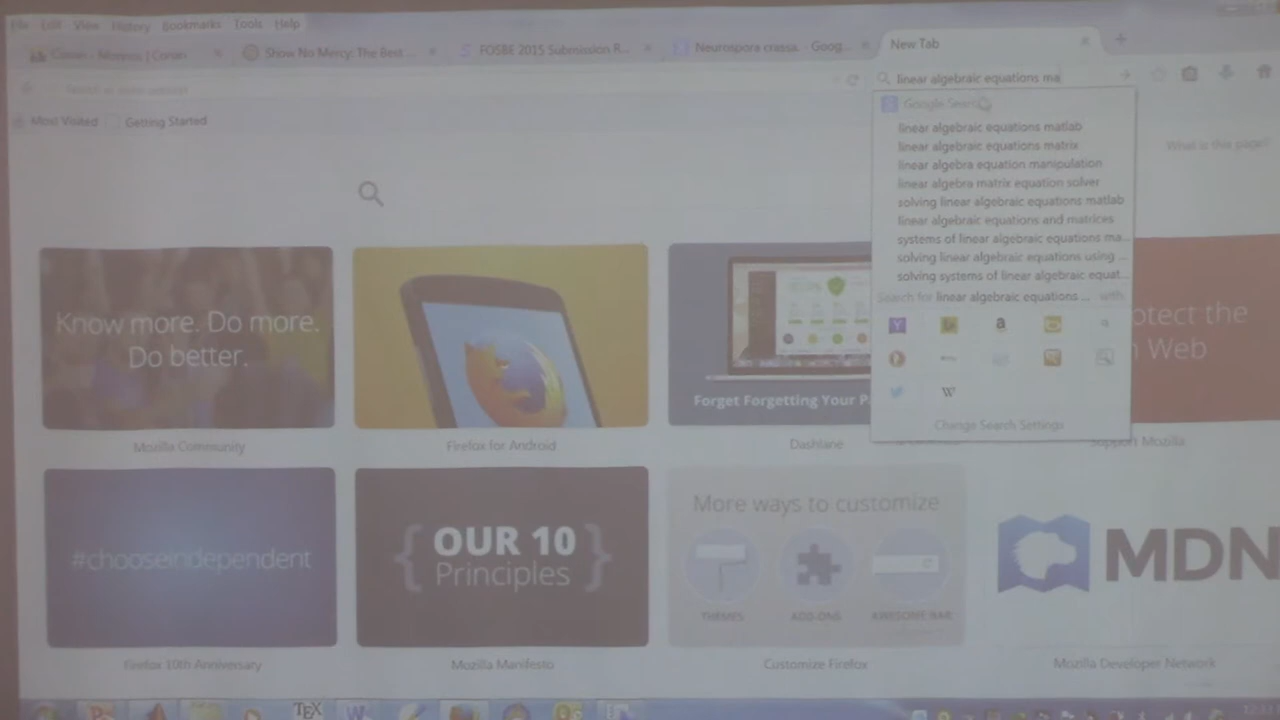 File Edit View History Bookmarks Tools Help
Show No Mercy: The Best ...
FOSBE 2015 Submission R...
Neurospora crassa. - Goog...
New Tab
linear algebraic equations ma
Most Visited
Getting Started
Google Search
linear algebraic equations matlab
linear algebraic equations matrix
linear algebra equation manipulation
linear algebra matrix equation solver
solving linear algebraic equations matlab
linear algebraic equations and matrices
systems of linear algebraic equations ma...
solving linear algebraic equations using ...
solving systems of linear algebraic equat...
Search for linear algebraic equations ... with:
Change Search Settings
What is this page?
Know more. Do more.
Do better.
Mozilla Community
Firefox for Android
Forget Forgetting Your P
Dashlane
otect the
Web
Support Mozilla
#chooseindependent
Firefox 10th Anniversary
{ OUR 10
Principles }
Mozilla Manifesto
More ways to customize
THEMES
ADD-ONS
AWESOME BAR
Customize Firefox
MDN
Mozilla Developer Network
TEX